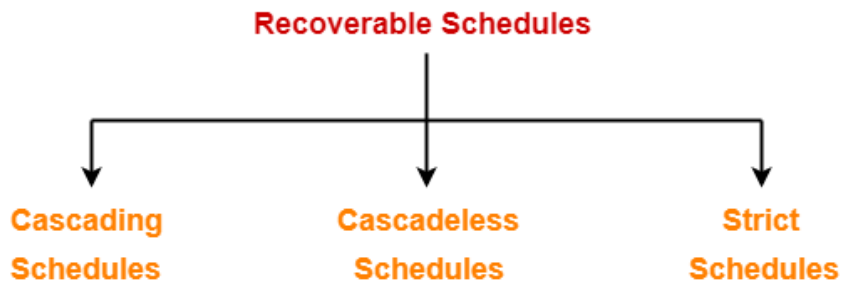 Recoverable Schedules
Cascading
Schedules
Cascadeless
Schedules
Strict
Schedules